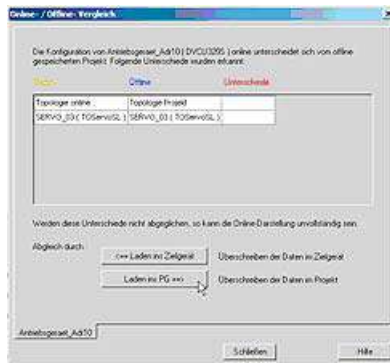 Online- / Offline-Vergleich
Die Konfiguration von Antriebsgeraet_Adr10 ( DVCU3295 ) online unterscheidet sich vom offline
gespeicherten Projekt. Folgende Unterschiede wurden erkannt:
Online Offline Unterschiede
Topologie online Topologie Projekt
SERVO_03 ( TOServoSL ) SERVO_03 ( TOServoSL )
Werden diese Unterschiede nicht abgeglichen, so kann die Online-Darstellung unvollständig sein.
Abgleich durch:
<== Laden ins Zielgerät Überschreiben der Daten im Zielgerät
Laden ins PG ==> Überschreiben der Daten im Projekt
Antriebsgeraet_Adr10
Schließen Hilfe